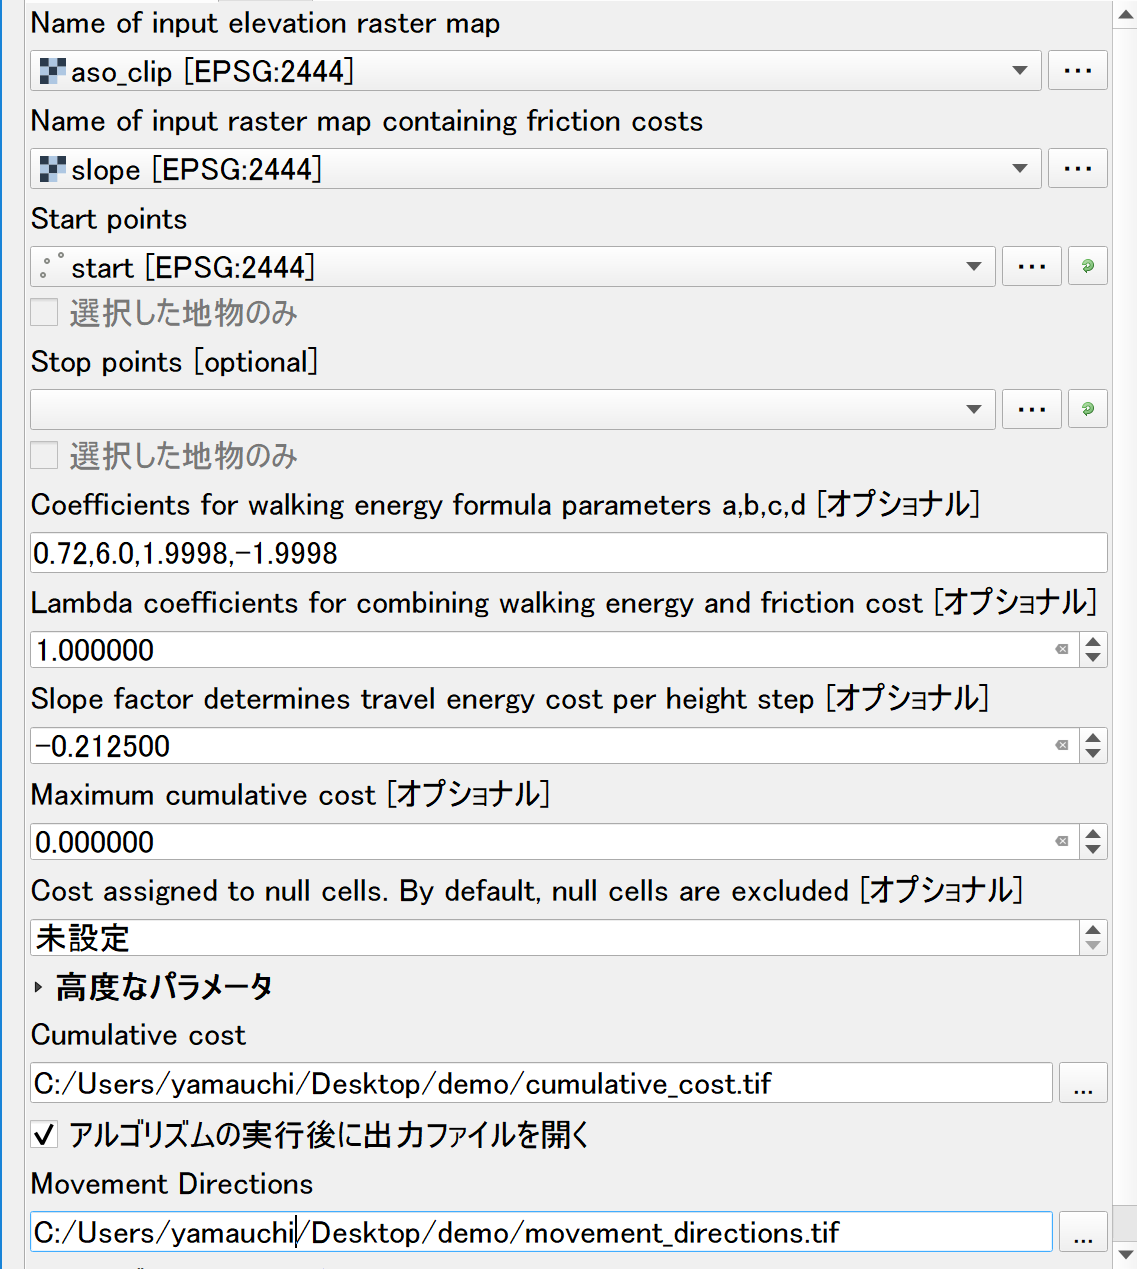 Name of input elevation raster map
aso_clip [EPSG:2444]
...
Name of input raster map containing friction costs
slope [EPSG:2444]
...
Start points
start [EPSG:2444]
...
選択した地物のみ
Stop points [optional]
...
選択した地物のみ
Coefficients for walking energy formula parameters a,b,c,d [オプショナル]
0.72,6.0,1.9998,-1.9998
Lambda coefficients for combining walking energy and friction cost [オプショナル]
1.000000
Slope factor determines travel energy cost per height step [オプショナル]
-0.212500
Maximum cumulative cost [オプショナル]
0.000000
Cost assigned to null cells. By default, null cells are excluded [オプショナル]
未設定
高度なパラメータ
Cumulative cost
C:/Users/yamauchi/Desktop/demo/cumulative_cost.tif
...
アルゴリズムの実行後に出力ファイルを開く
Movement Directions
C:/Users/yamauchi/Desktop/demo/movement_directions.tif
...